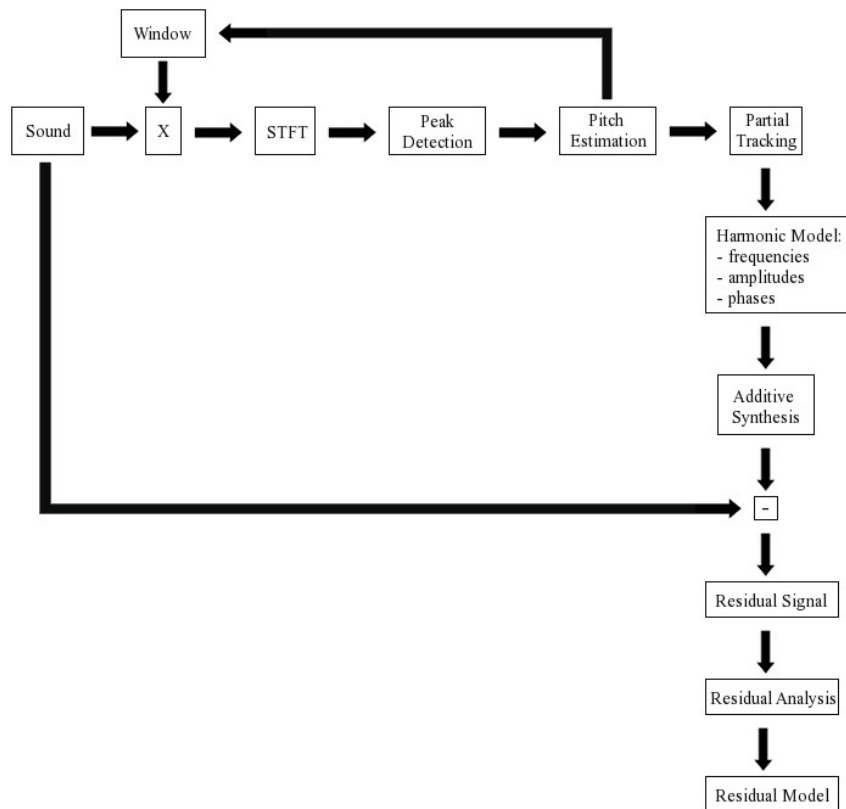 Window
Sound
X
STFT
Peak
Detection
Pitch
Estimation
Partial
Tracking
Harmonic Model:
- frequencies
- amplitudes
- phases
Additive
Synthesis
-
Residual Signal
Residual Analysis
Residual Model